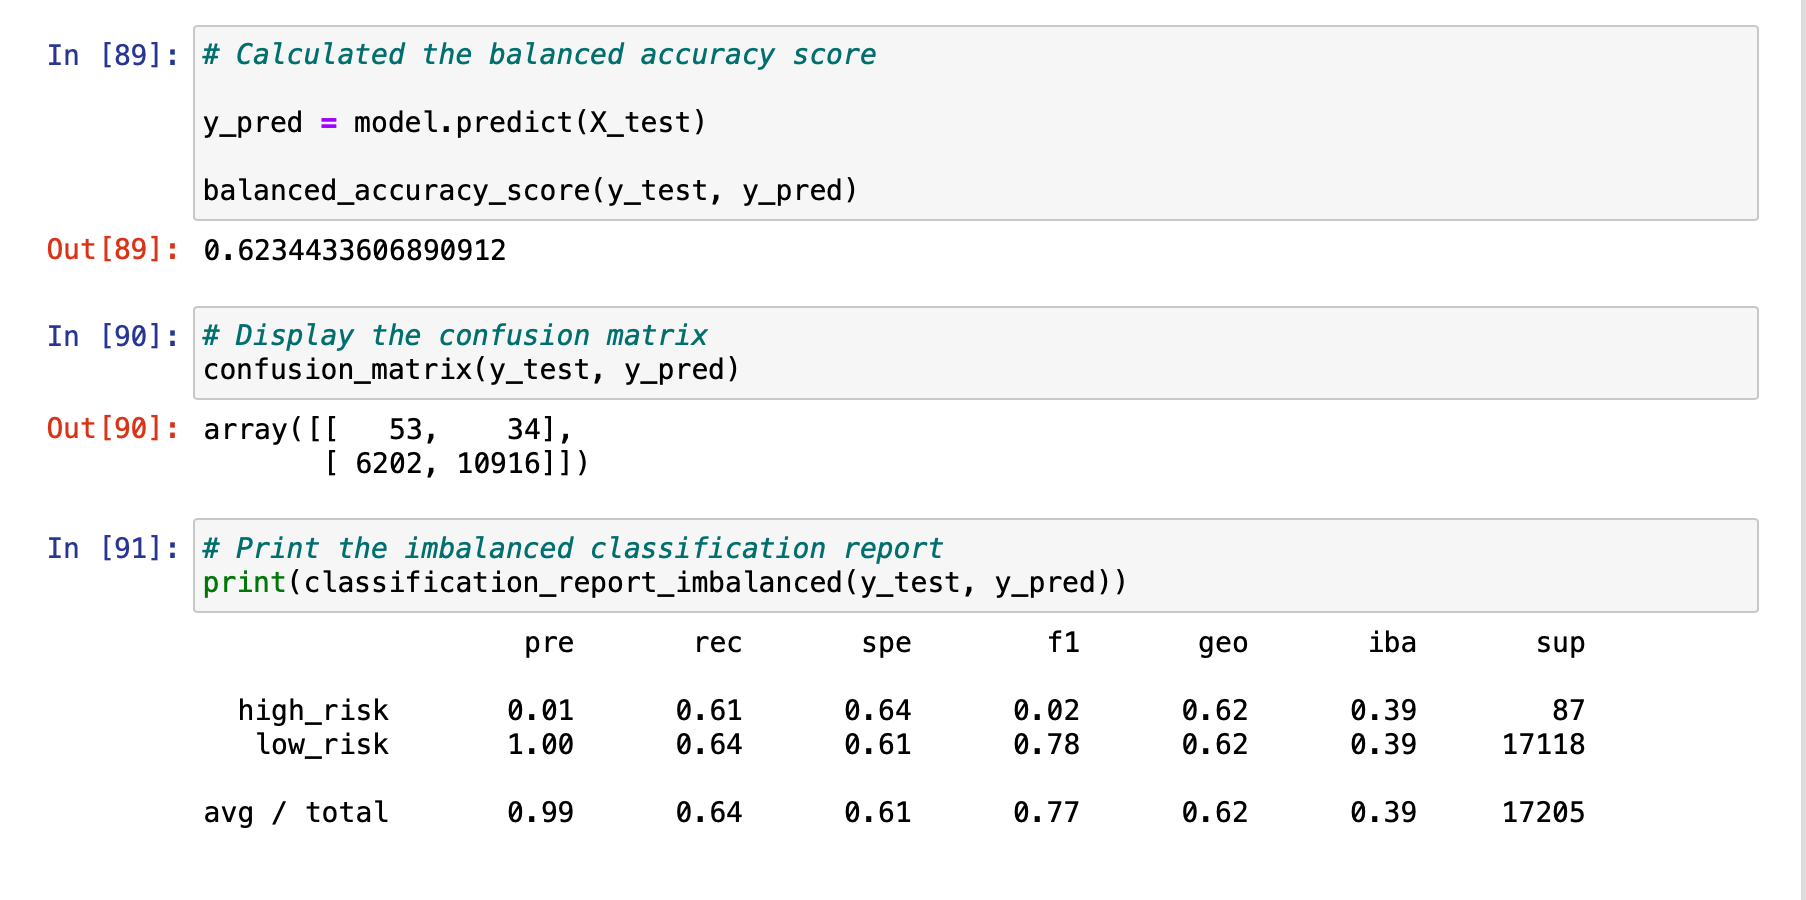 In [89]: # Calculated the balanced accuracy score
y_pred = model.predict(X_test)
balanced_accuracy_score(y_test, y_pred)
Out[89]: 0.6234433606890912
In [90]: # Display the confusion matrix
confusion_matrix(y_test, y_pred)
Out[90]: array([[   53,    34],
       [ 6202, 10916]])
In [91]: # Print the imbalanced classification report
print(classification_report_imbalanced(y_test, y_pred))
pre rec spe f1 geo iba sup
high_risk 0.01 0.61 0.64 0.02 0.62 0.39 87
low_risk 1.00 0.64 0.61 0.78 0.62 0.39 17118
avg / total 0.99 0.64 0.61 0.77 0.62 0.39 17205